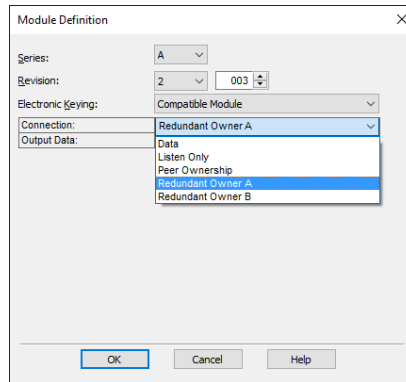 Module Definition
Series: A
Revision: 2 003
Electronic Keying: Compatible Module
Connection: Redundant Owner A
Output Data: Data
Listen Only
Peer Ownership
Redundant Owner A
Redundant Owner B
OK Cancel Help